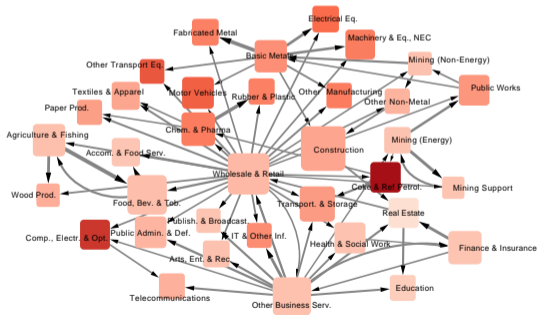 Electrical Eq.
Fabricated Metal
Machinery & Eq., NEC
Basic Metals
Mining (Non-Energy)
Other Transport Eq.
Textiles & Apparel
Motor Vehicles
Rubber & Plastic
Other Manufacturing
Public Works
Other Non-Metal
Paper Prod.
Chem. & Pharma
Agriculture & Fishing
Mining (Energy)
Construction
Accom. & Food Serv.
Wholesale & Retail
Coke & Ref Petrol.
Mining Support
Wood Prod.
Food, Bev. & Tob.
Transport. & Storage
Real Estate
Publish. & Broadcast.
Public Admin. & Def.
Comp., Electr. & Opt.
IT & Other Inf.
Health & Social Work
Finance & Insurance
Arts, Ent. & Rec.
Education
Telecommunications
Other Business Serv.